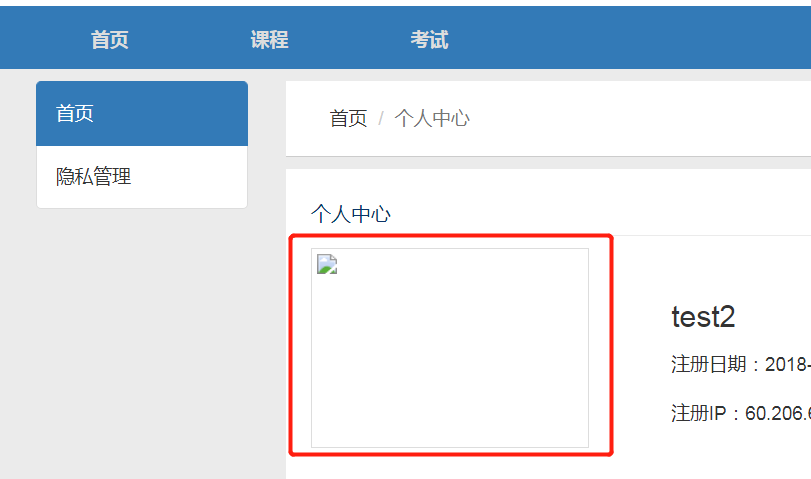 首页 课程 考试
首页
隐私管理
首页 / 个人中心
个人中心
test2
注册日期：2018-
注册IP：60.206.6